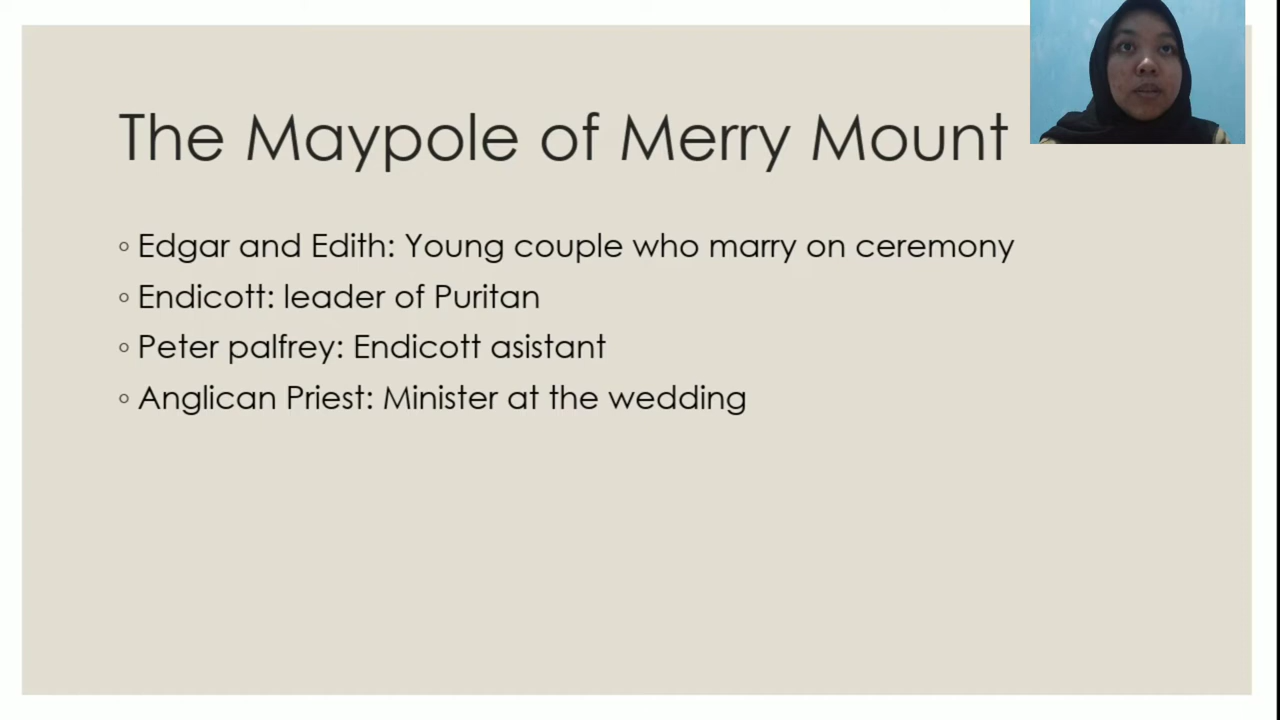 The Maypole of Merry Mount
◦ Edgar and Edith: Young couple who marry on ceremony
◦ Endicott: leader of Puritan
◦ Peter palfrey: Endicott asistant
◦ Anglican Priest: Minister at the wedding